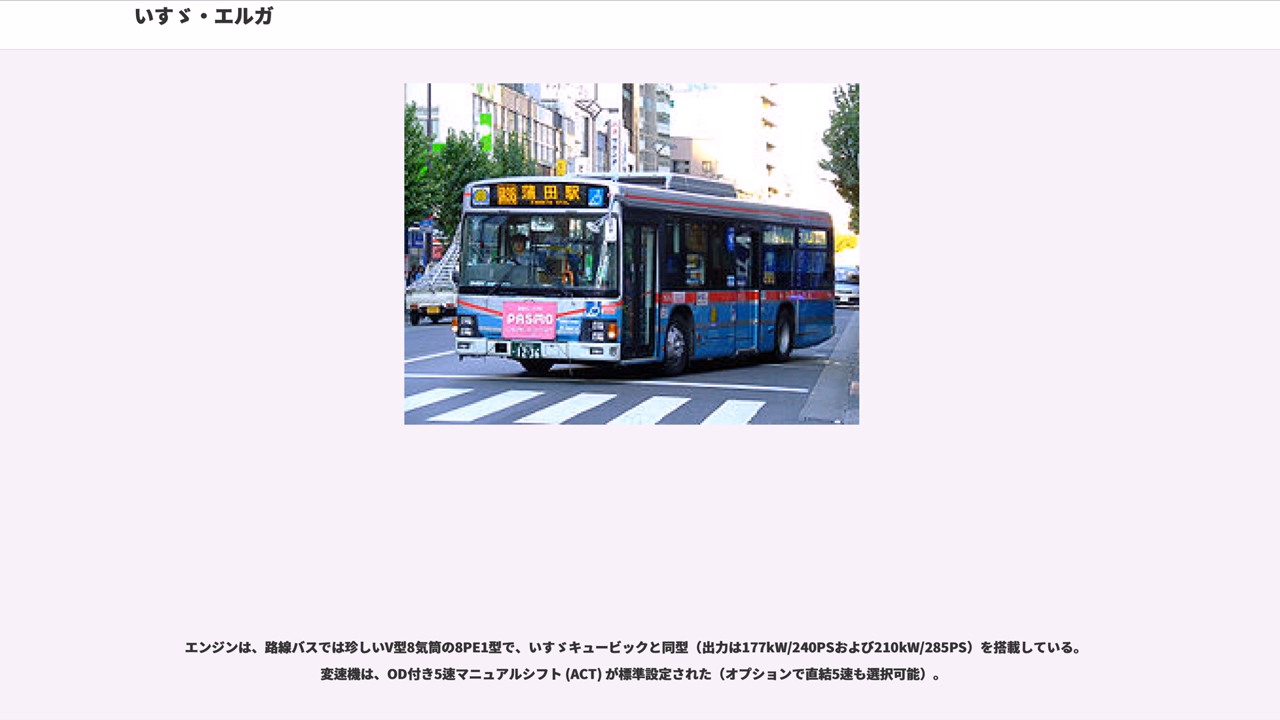 いすゞ・エルガ
蒲田駅
PASMO
エンジンは、路線バスでは珍しいV型8気筒の8PE1型で、いすゞキュービックと同型（出力は177kW/240PSおよび210kW/285PS）を搭載している。
変速機は、OD付き5速マニュアルシフト (ACT) が標準設定された（オプションで直結5速も選択可能）。